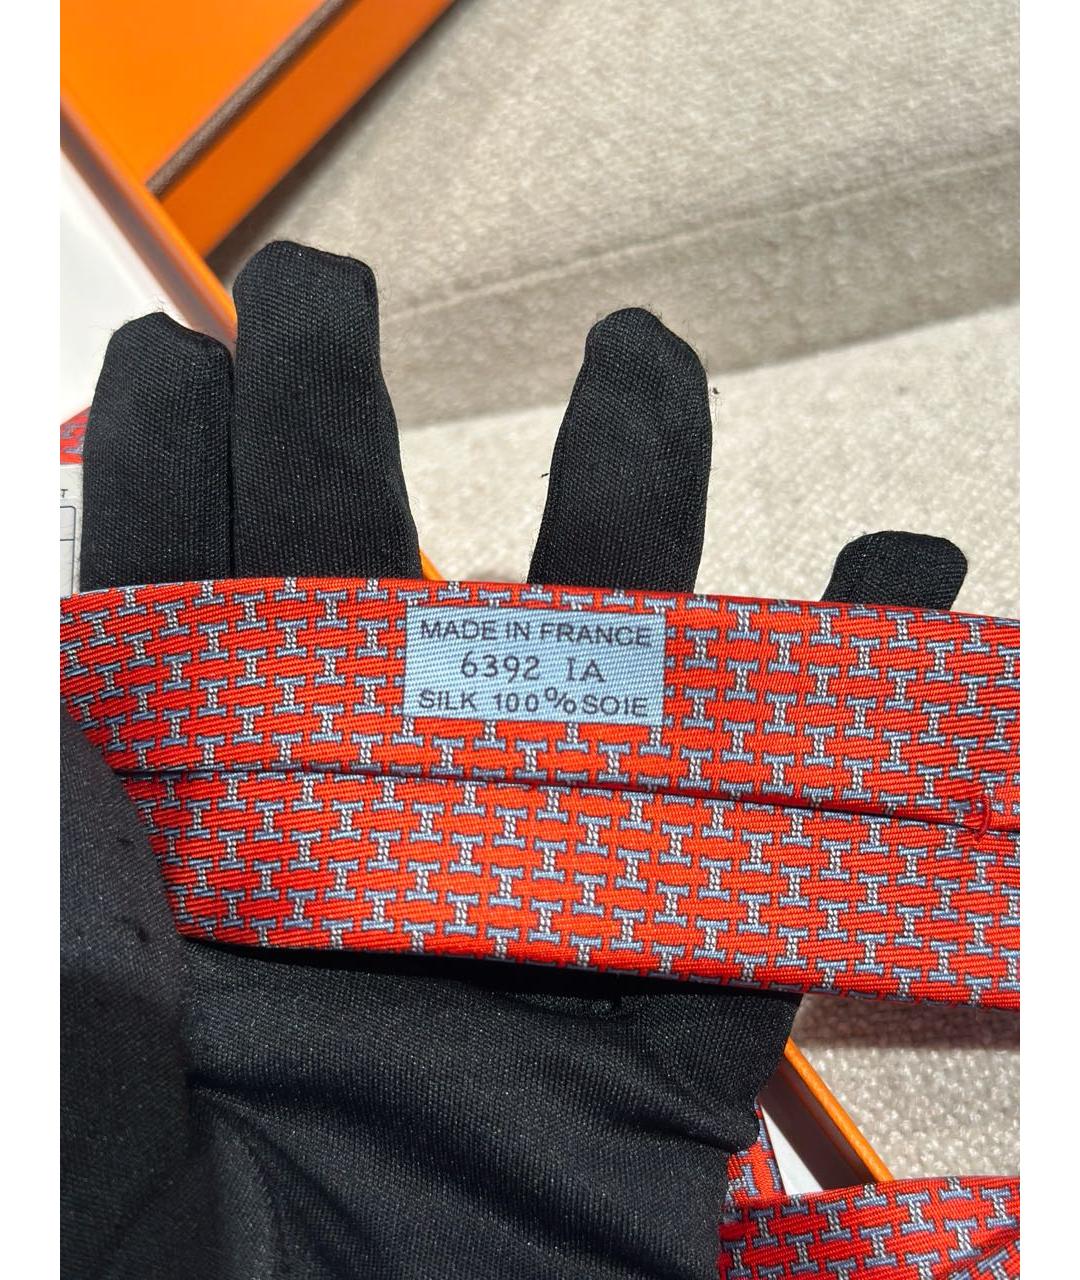 MADE IN FRANCE
6392 IA
SILK 100% SOIE